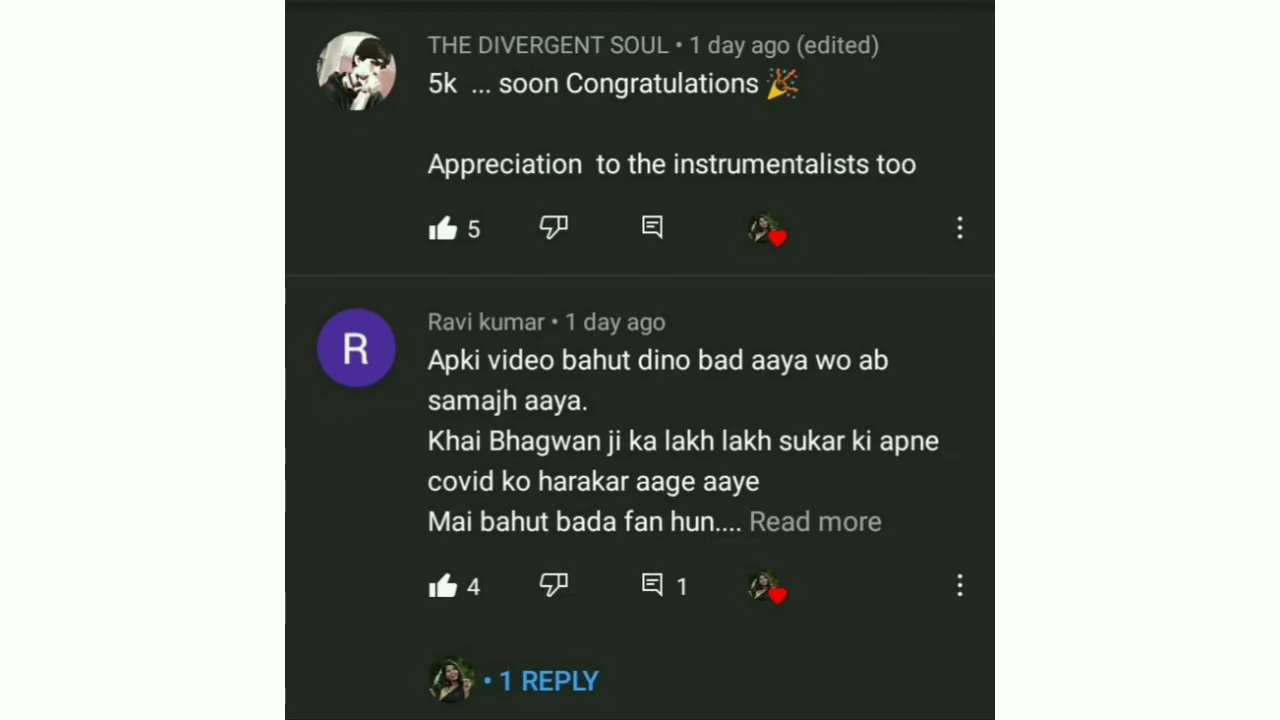 THE DIVERGENT SOUL • 1 day ago (edited)
5k ... soon Congratulations 🎉
Appreciation to the instrumentalists too
5
R
Ravi kumar • 1 day ago
Apki video bahut dino bad aaya wo ab
samajh aaya.
Khai Bhagwan ji ka lakh lakh sukar ki apne
covid ko harakar aage aaye
Mai bahut bada fan hun.... Read more
4 1
• 1 REPLY